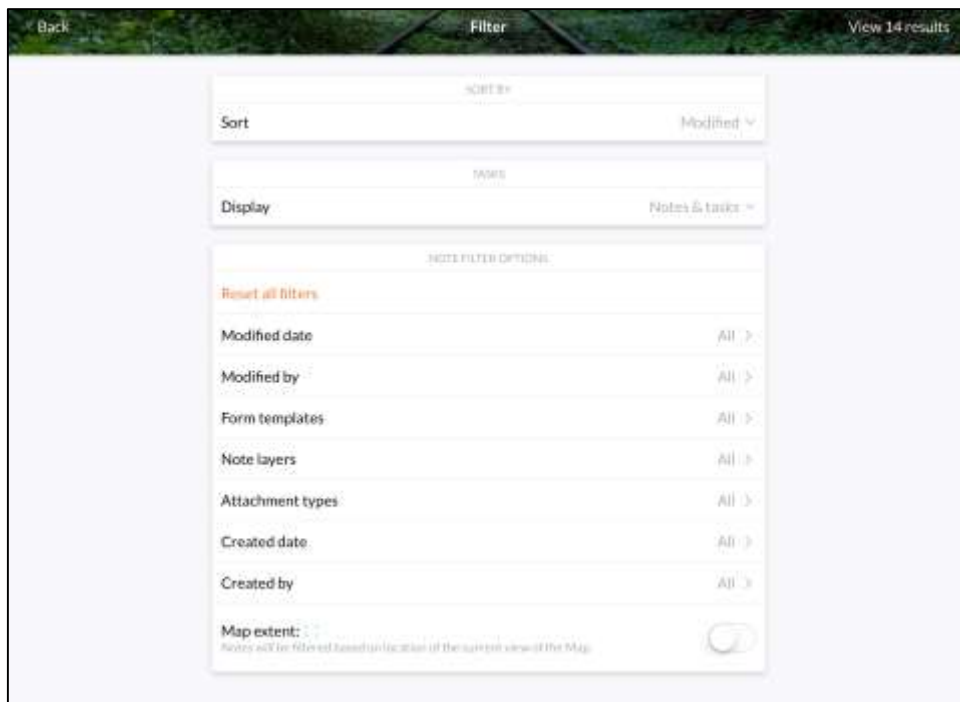 Back Filter View 14 results
SORT BY
Sort Modified
TASKS
Display Notes & tasks
NOTE FILTER OPTIONS
Reset all filters
Modified date All
Modified by All
Form templates All
Note layers All
Attachment types All
Created date All
Created by All
Map extent:
Notes will be filtered based on location of the current view of the Map.